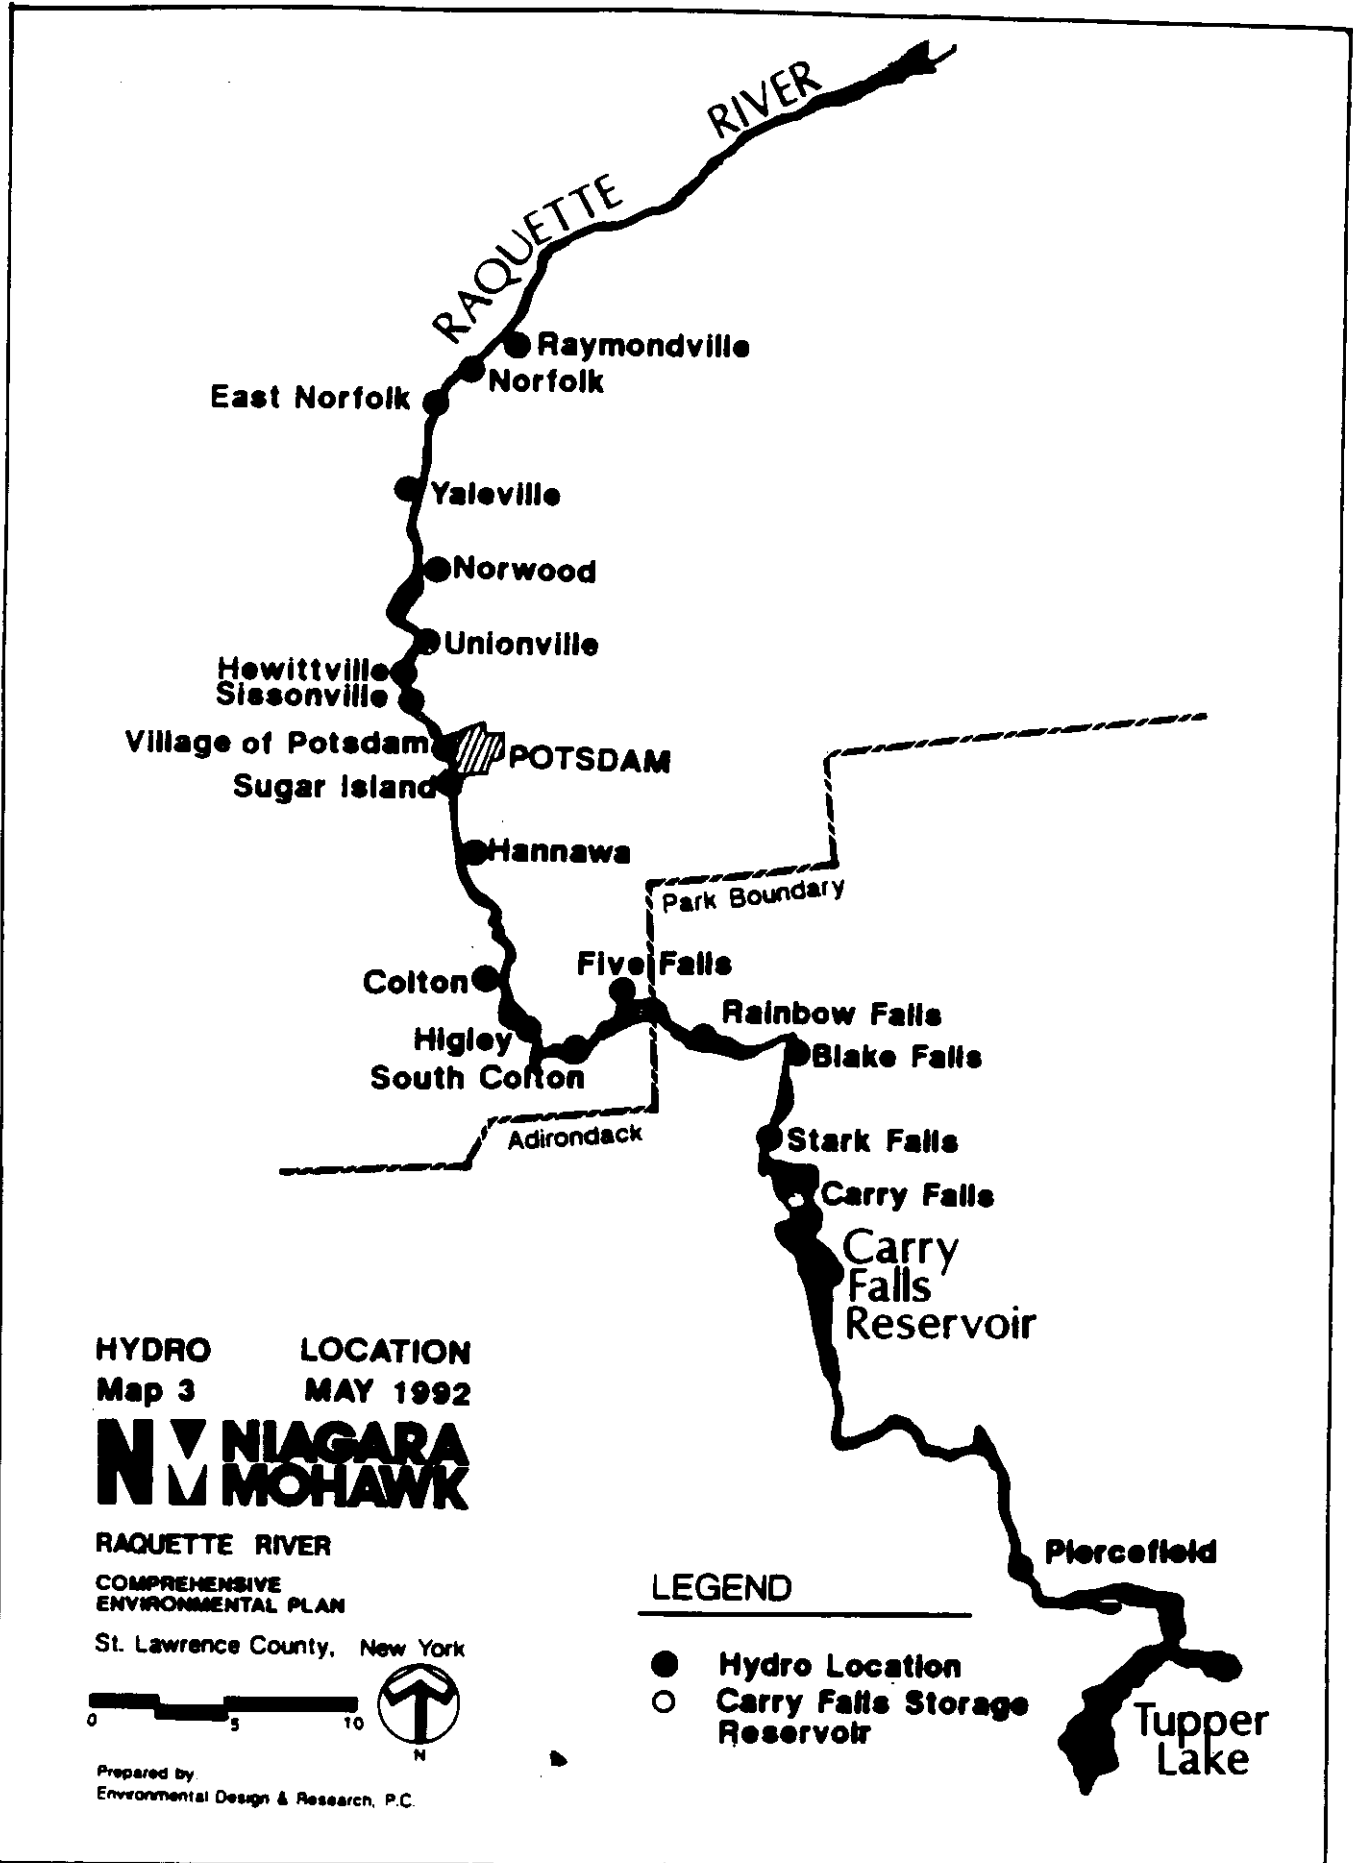 RAQUETTE RIVER
Raymondville
Norfolk
East Norfolk
Yaleville
Norwood
Unionville
Hewittville
Sissonville
Village of Potsdam
POTSDAM
Sugar Island
Hannawa
Park Boundary
Five Falls
Colton
Rainbow Falls
Higley
Blake Falls
South Colton
Adirondack
Stark Falls
Carry Falls
Carry
Falls
Reservoir
HYDRO LOCATION
Map 3 MAY 1992
NM NIAGARA
MOHAWK
RAQUETTE RIVER
COMPREHENSIVE
ENVIRONMENTAL PLAN
St. Lawrence County, New York
0 5 10
N
Prepared by
Environmental Design & Research, P.C.
Piercefield
LEGEND
Hydro Location
Carry Falls Storage
Reservoir
Tupper
Lake